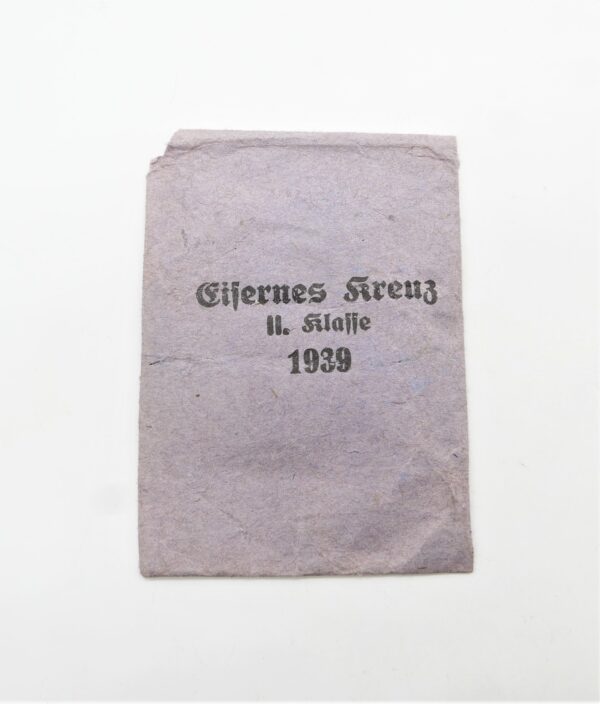 Eisernes Kreuz
II. Klasse
1939